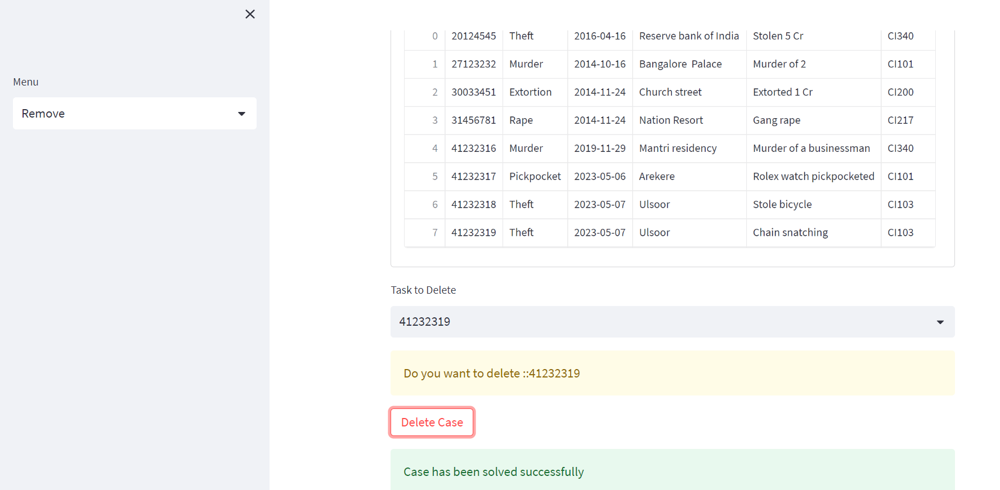 Menu
Remove
0 20124545 Theft 2016-04-16 Reserve bank of India Stolen 5 Cr CI340
1 27123232 Murder 2014-10-16 Bangalore  Palace Murder of 2 CI101
2 30033451 Extortion 2014-11-24 Church street Extorted 1 Cr CI200
3 31456781 Rape 2014-11-24 Nation Resort Gang rape CI217
4 41232316 Murder 2019-11-29 Mantri residency Murder of a businessman CI340
5 41232317 Pickpocket 2023-05-06 Arekere Rolex watch pickpocketed CI101
6 41232318 Theft 2023-05-07 Ulsoor Stole bicycle CI103
7 41232319 Theft 2023-05-07 Ulsoor Chain snatching CI103
Task to Delete
41232319
Do you want to delete ::41232319
Delete Case
Case has been solved successfully